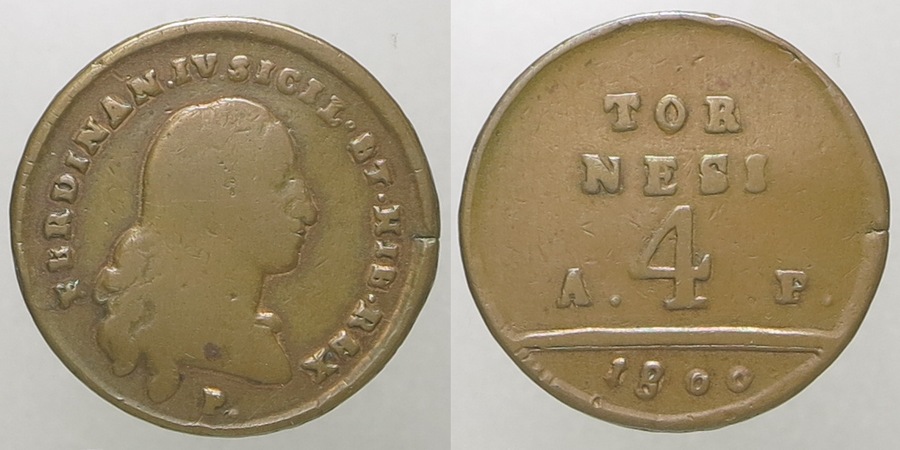 FERDINAN.IV.SICIL.ET.HIE.REX
P.
TOR
NESI
4
A. P.
1800